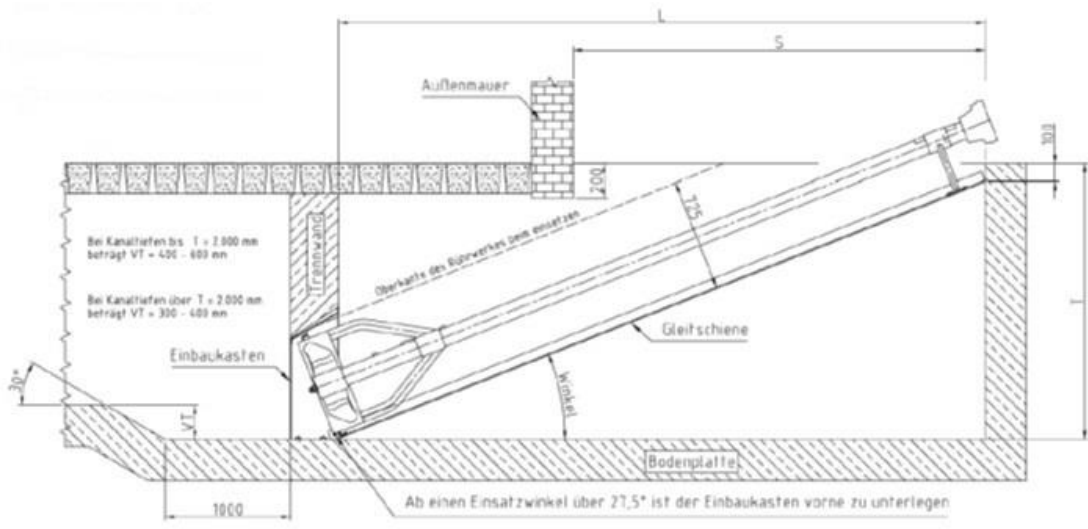 L
S
Außenmauer
100
200
725
Oberkante des Rührwerkes beim einsetzen
Trennwand
Bei Kanaltiefen bis T = 2.000 mm
beträgt VT = 400 - 600 mm
Bei Kanaltiefen über T = 2.000 mm
beträgt VT = 300 - 400 mm
T
Gleitschiene
Einbaukasten
30°
VT
Winkel
Bodenplatte
1000
Ab einen Einsatzwinkel über 27,5° ist der Einbaukasten vorne zu unterlegen